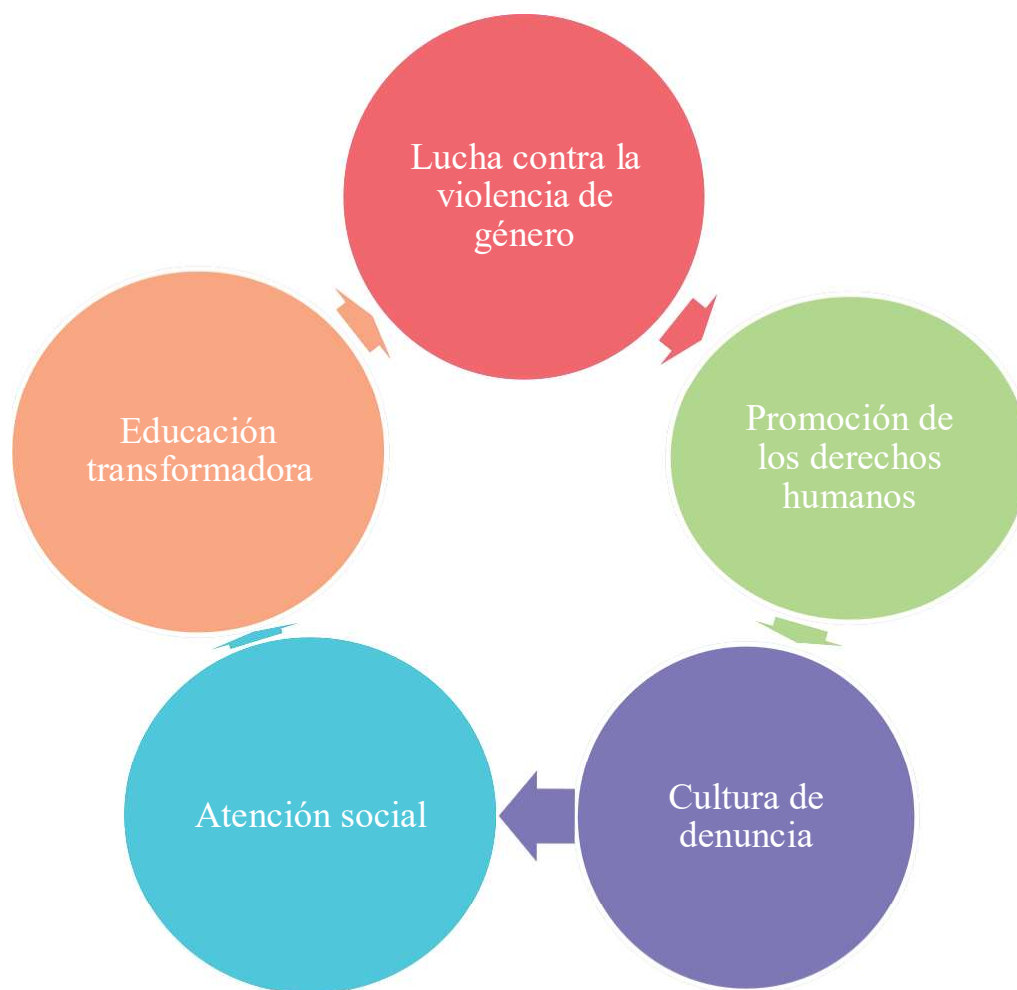 Lucha contra la
violencia de
género
Promoción de
los derechos
humanos
Cultura de
denuncia
Atención social
Educación
transformadora